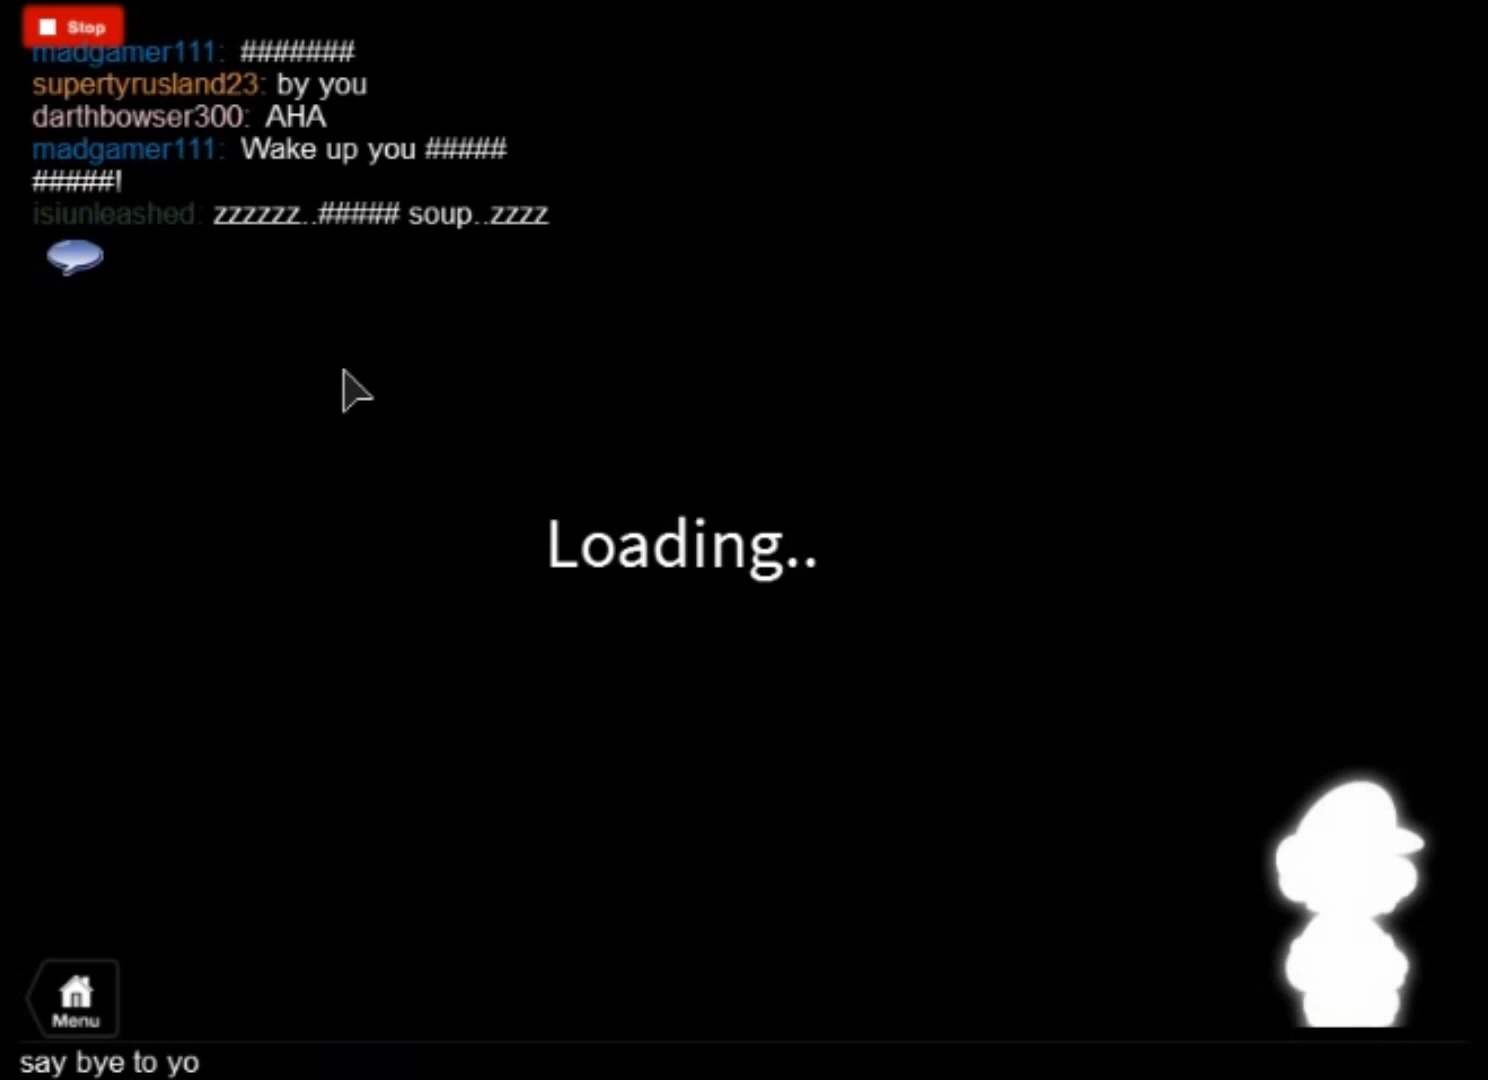 Stop
madgamer111: #######
supertyrusland23: by you
darthbowser300: AHA
madgamer111: Wake up you #####
#####!
isiunleashed: zzzzzz..##### soup..zzzz
Loading..
Menu
say bye to yo